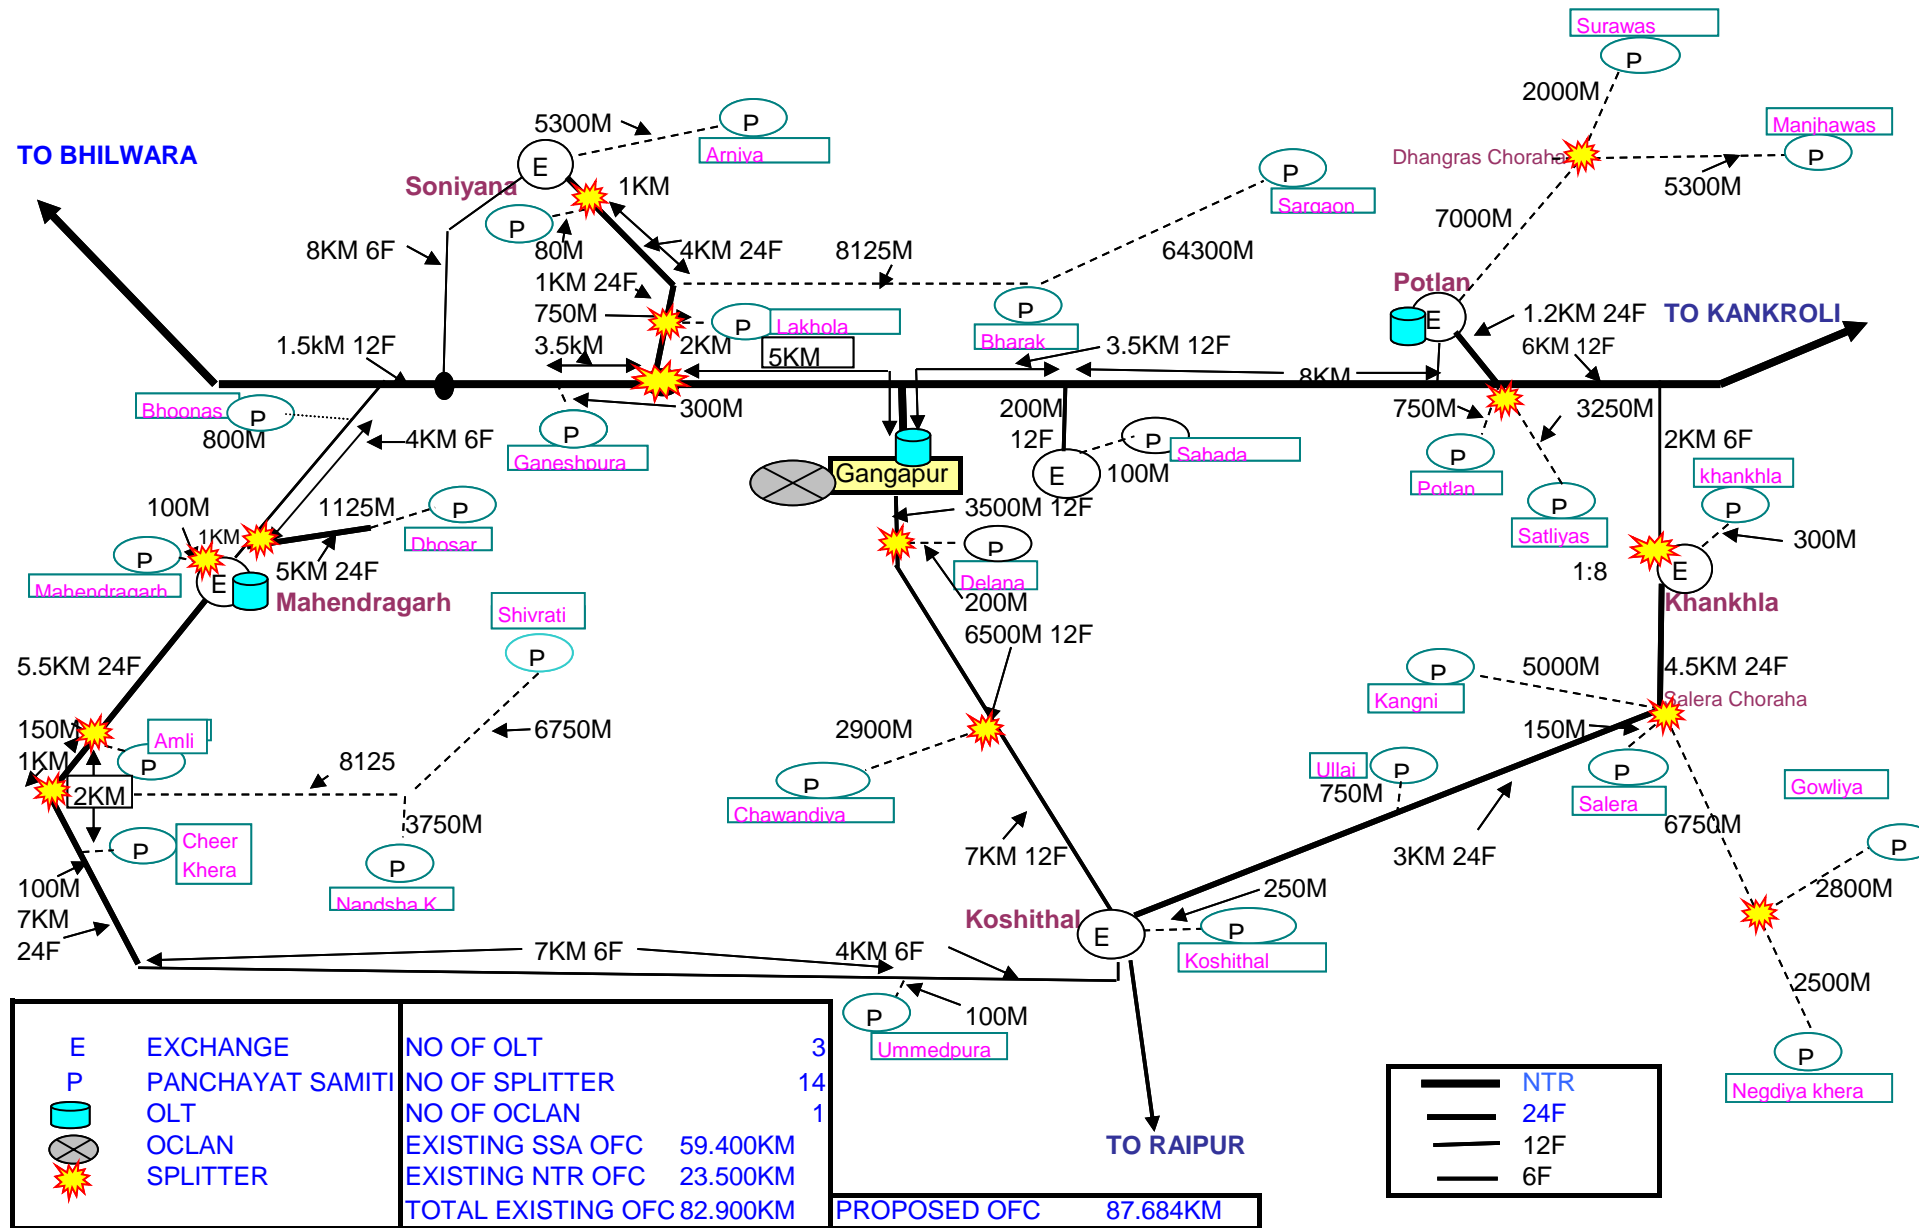 Surawas
P
2000M
5300M
P
Arniya
Manjhawas
P
TO BHILWARA
Dhangras Choraha
E
Soniyana
1KM
P
Sargaon
5300M
P
80M
7000M
8KM 6F
4KM 24F
8125M
64300M
1KM 24F
Potlan
750M
P
Lakhola
P
Bharak
E
1.2KM 24F
TO KANKROLI
1.5kM 12F
3.5kM
2KM
5KM
3.5KM 12F
6KM 12F
8KM
Bhoonas
P
800M
300M
200M
12F
750M
3250M
4KM 6F
P
Ganeshpura
P
Sahada
100M
2KM 6F
Gangapur
E
P
Potlan
khankhla
P
100M
1125M
P
Dhosar
3500M 12F
P
Satliyas
1KM
300M
P
Mahendragarh
5KM 24F
P
Delana
1:8
E
E
Mahendragarh
200M
Khankhla
Shivrati
P
6500M 12F
5.5KM 24F
P
Kangni
5000M
4.5KM 24F
Salera Choraha
150M
Amli
P
6750M
2900M
150M
1KM
8125
2KM
P
Chawandiya
Ullai
P
750M
P
Salera
Gowliya
P
3750M
6750M
P
Cheer
Khera
P
Nandsha K
7KM 12F
3KM 24F
100M
2800M
7KM
24F
Koshithal
E
250M
P
Koshithal
7KM 6F
4KM 6F
2500M
P
Ummedpura
100M
P
Negdiya khera
TO RAIPUR
E EXCHANGE NO OF OLT 3
P PANCHAYAT SAMITI NO OF SPLITTER 14
OLT NO OF OCLAN 1
OCLAN EXISTING SSA OFC 59.400KM
SPLITTER EXISTING NTR OFC 23.500KM
TOTAL EXISTING OFC 82.900KM PROPOSED OFC 87.684KM
NTR
24F
12F
6F